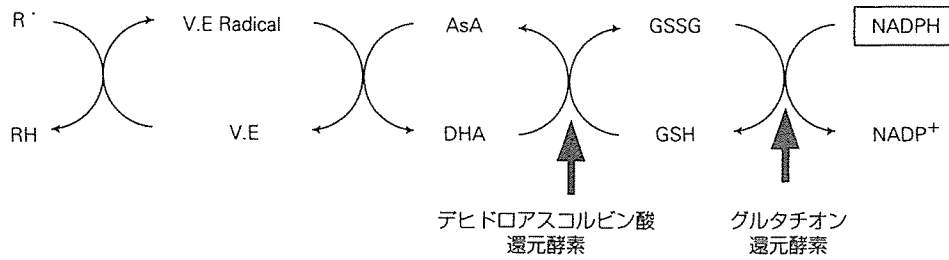 R・ V.E Radical AsA GSSG NADPH
RH V.E DHA GSH NADP+
デヒドロアスコルビン酸
還元酵素
グルタチオン
還元酵素